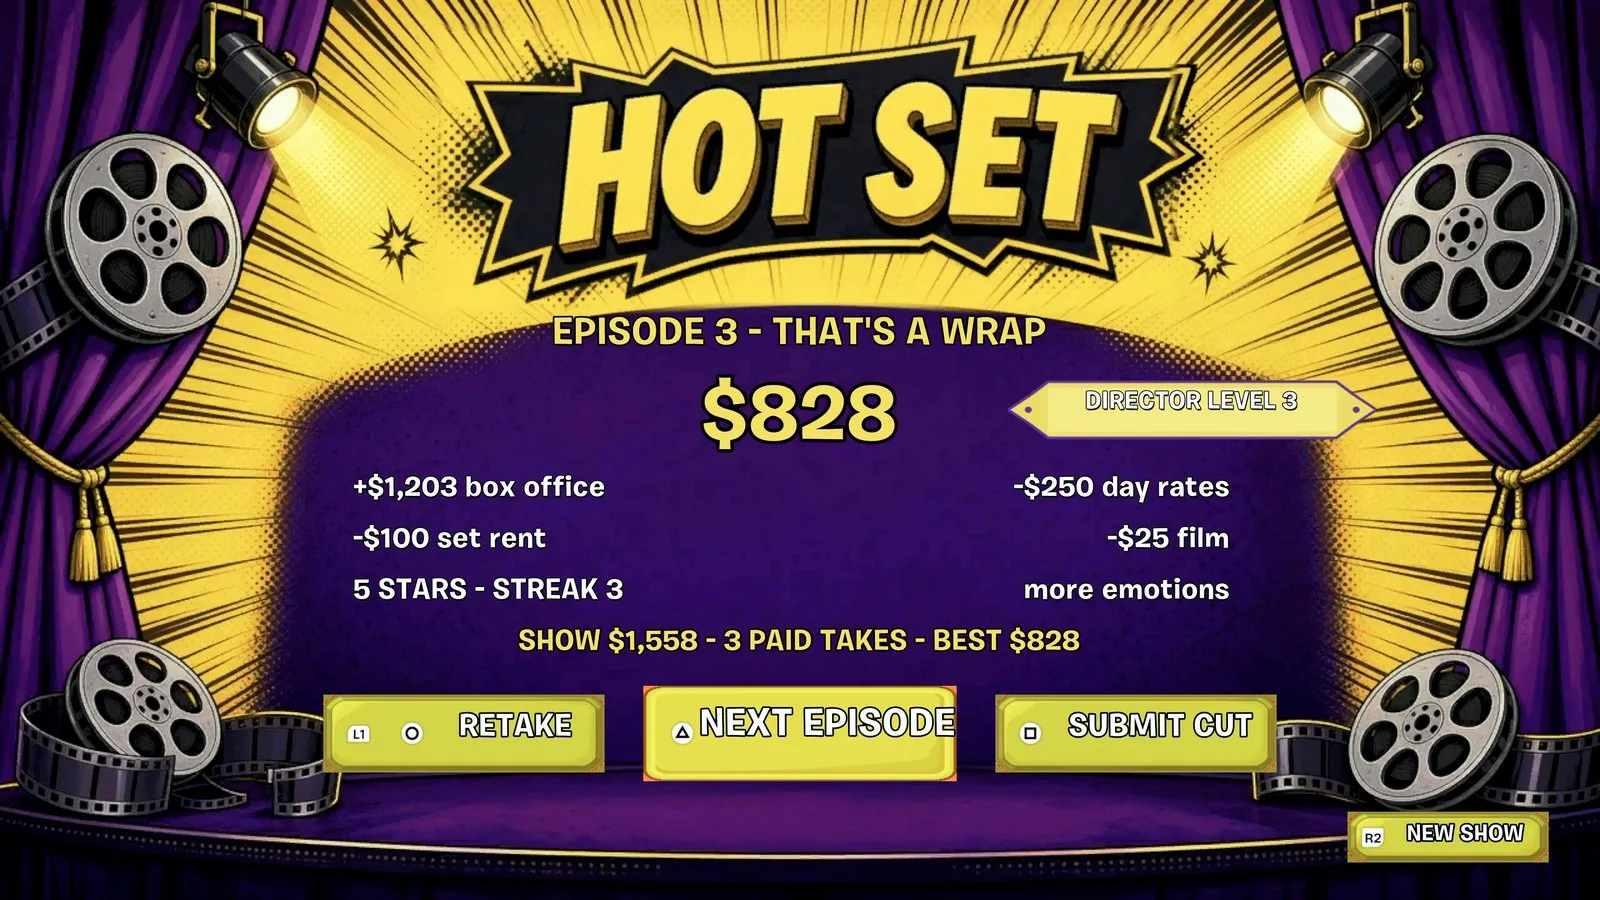 HOT SET
EPISODE 3 - THAT'S A WRAP
$828
DIRECTOR LEVEL 3
+$1,203 box office
-$250 day rates
-$100 set rent
-$25 film
5 STARS - STREAK 3
more emotions
SHOW $1,558 - 3 PAID TAKES - BEST $828
L1 RETAKE
NEXT EPISODE
SUBMIT CUT
R2 NEW SHOW